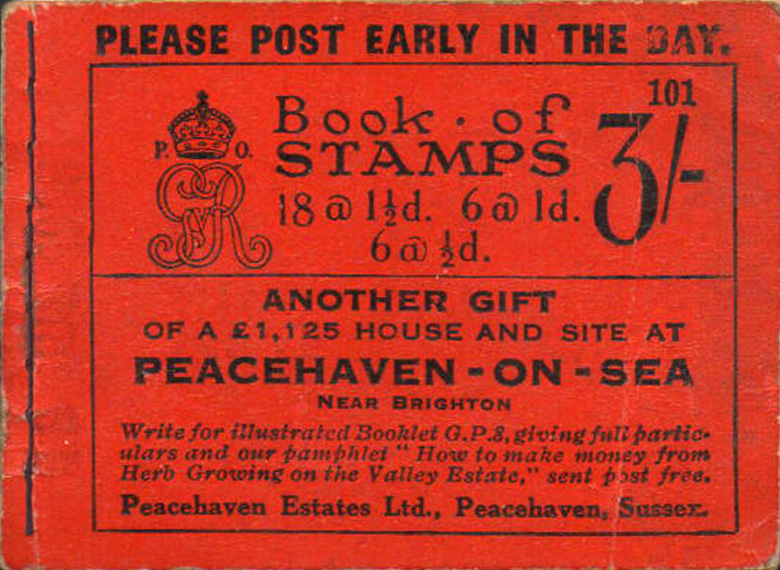 PLEASE POST EARLY IN THE DAY.
101
Book · of
STAMPS
3/-
P. O.
GvR
18 @ 1½d. 6 @ 1d.
6 @ ½d.
ANOTHER GIFT
OF A £1,125 HOUSE AND SITE AT
PEACEHAVEN-ON-SEA
NEAR BRIGHTON
Write for illustrated Booklet G.P.8, giving full partic-
ulars and our pamphlet "How to make money from
Herb Growing on the Valley Estate," sent post free.
Peacehaven Estates Ltd., Peacehaven, Sussex.